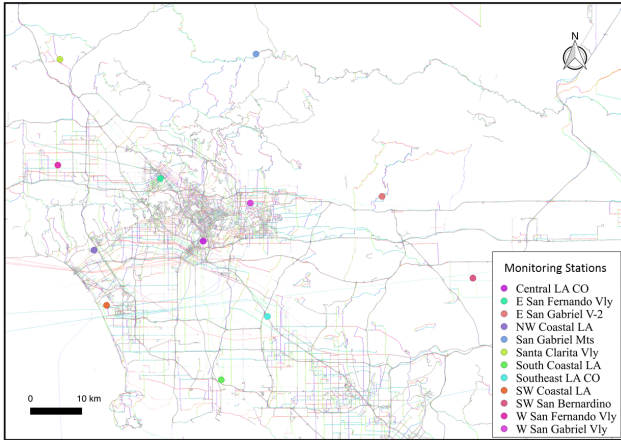 N
Monitoring Stations
Central LA CO
E San Fernando Vly
E San Gabriel V-2
NW Coastal LA
San Gabriel Mts
Santa Clarita Vly
South Coastal LA
Southeast LA CO
SW Coastal LA
SW San Bernardino
W San Fernando Vly
W San Gabriel Vly
0 10 km